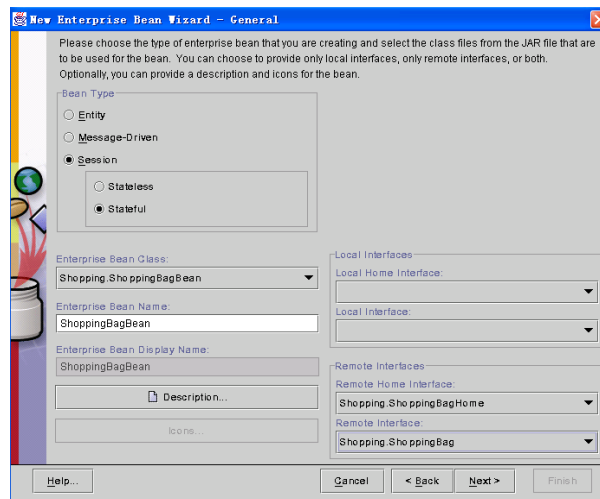 New Enterprise Bean Wizard - General
Please choose the type of enterprise bean that you are creating and select the class files from the JAR file that are
to be used for the bean. You can choose to provide only local interfaces, only remote interfaces, or both.
Optionally, you can provide a description and icons for the bean.
Bean Type
Entity
Message-Driven
Session
Stateless
Stateful
Enterprise Bean Class:
Shopping.ShoppingBagBean
Enterprise Bean Name:
ShoppingBagBean
Enterprise Bean Display Name:
ShoppingBagBean
Description...
Icons...
Local Interfaces
Local Home Interface:
Local Interface:
Remote Interfaces
Remote Home Interface:
Shopping.ShoppingBagHome
Remote Interface:
Shopping.ShoppingBag
Help...
Cancel
< Back
Next >
Finish